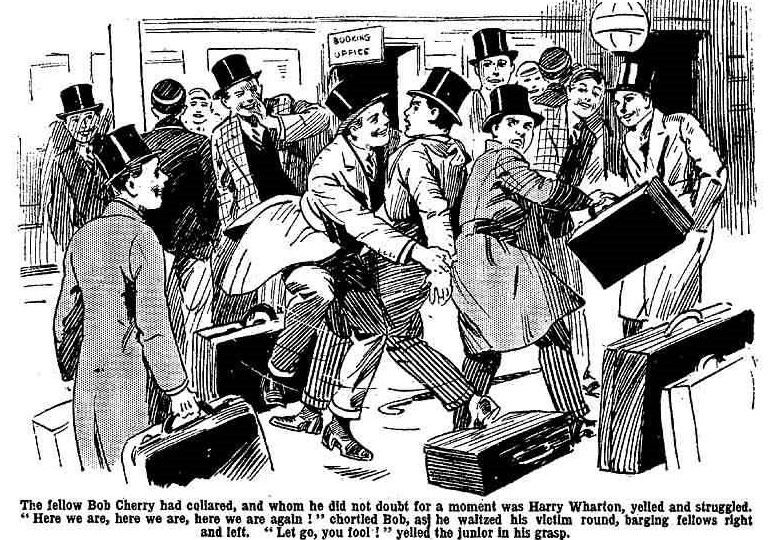 BOOKING
OFFICE
The fellow Bob Cherry had collared, and whom he did not doubt for a moment was Harry Wharton, yelled and struggled.
“ Here we are, here we are, here we are again ! ” chortled Bob, as he waltzed his victim round, barging fellows right
and left. “ Let go, you fool ! ” yelled the junior in his grasp.